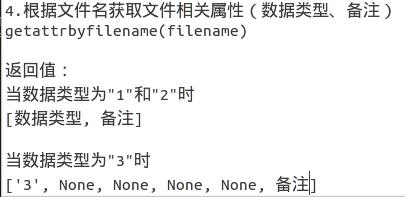 4.根据文件名获取文件相关属性(数据类型、备注)
getattrbyfilename(filename)
返回值：
当数据类型为"1"和"2"时
[数据类型, 备注]
当数据类型为"3"时
['3', None, None, None, None, 备注]